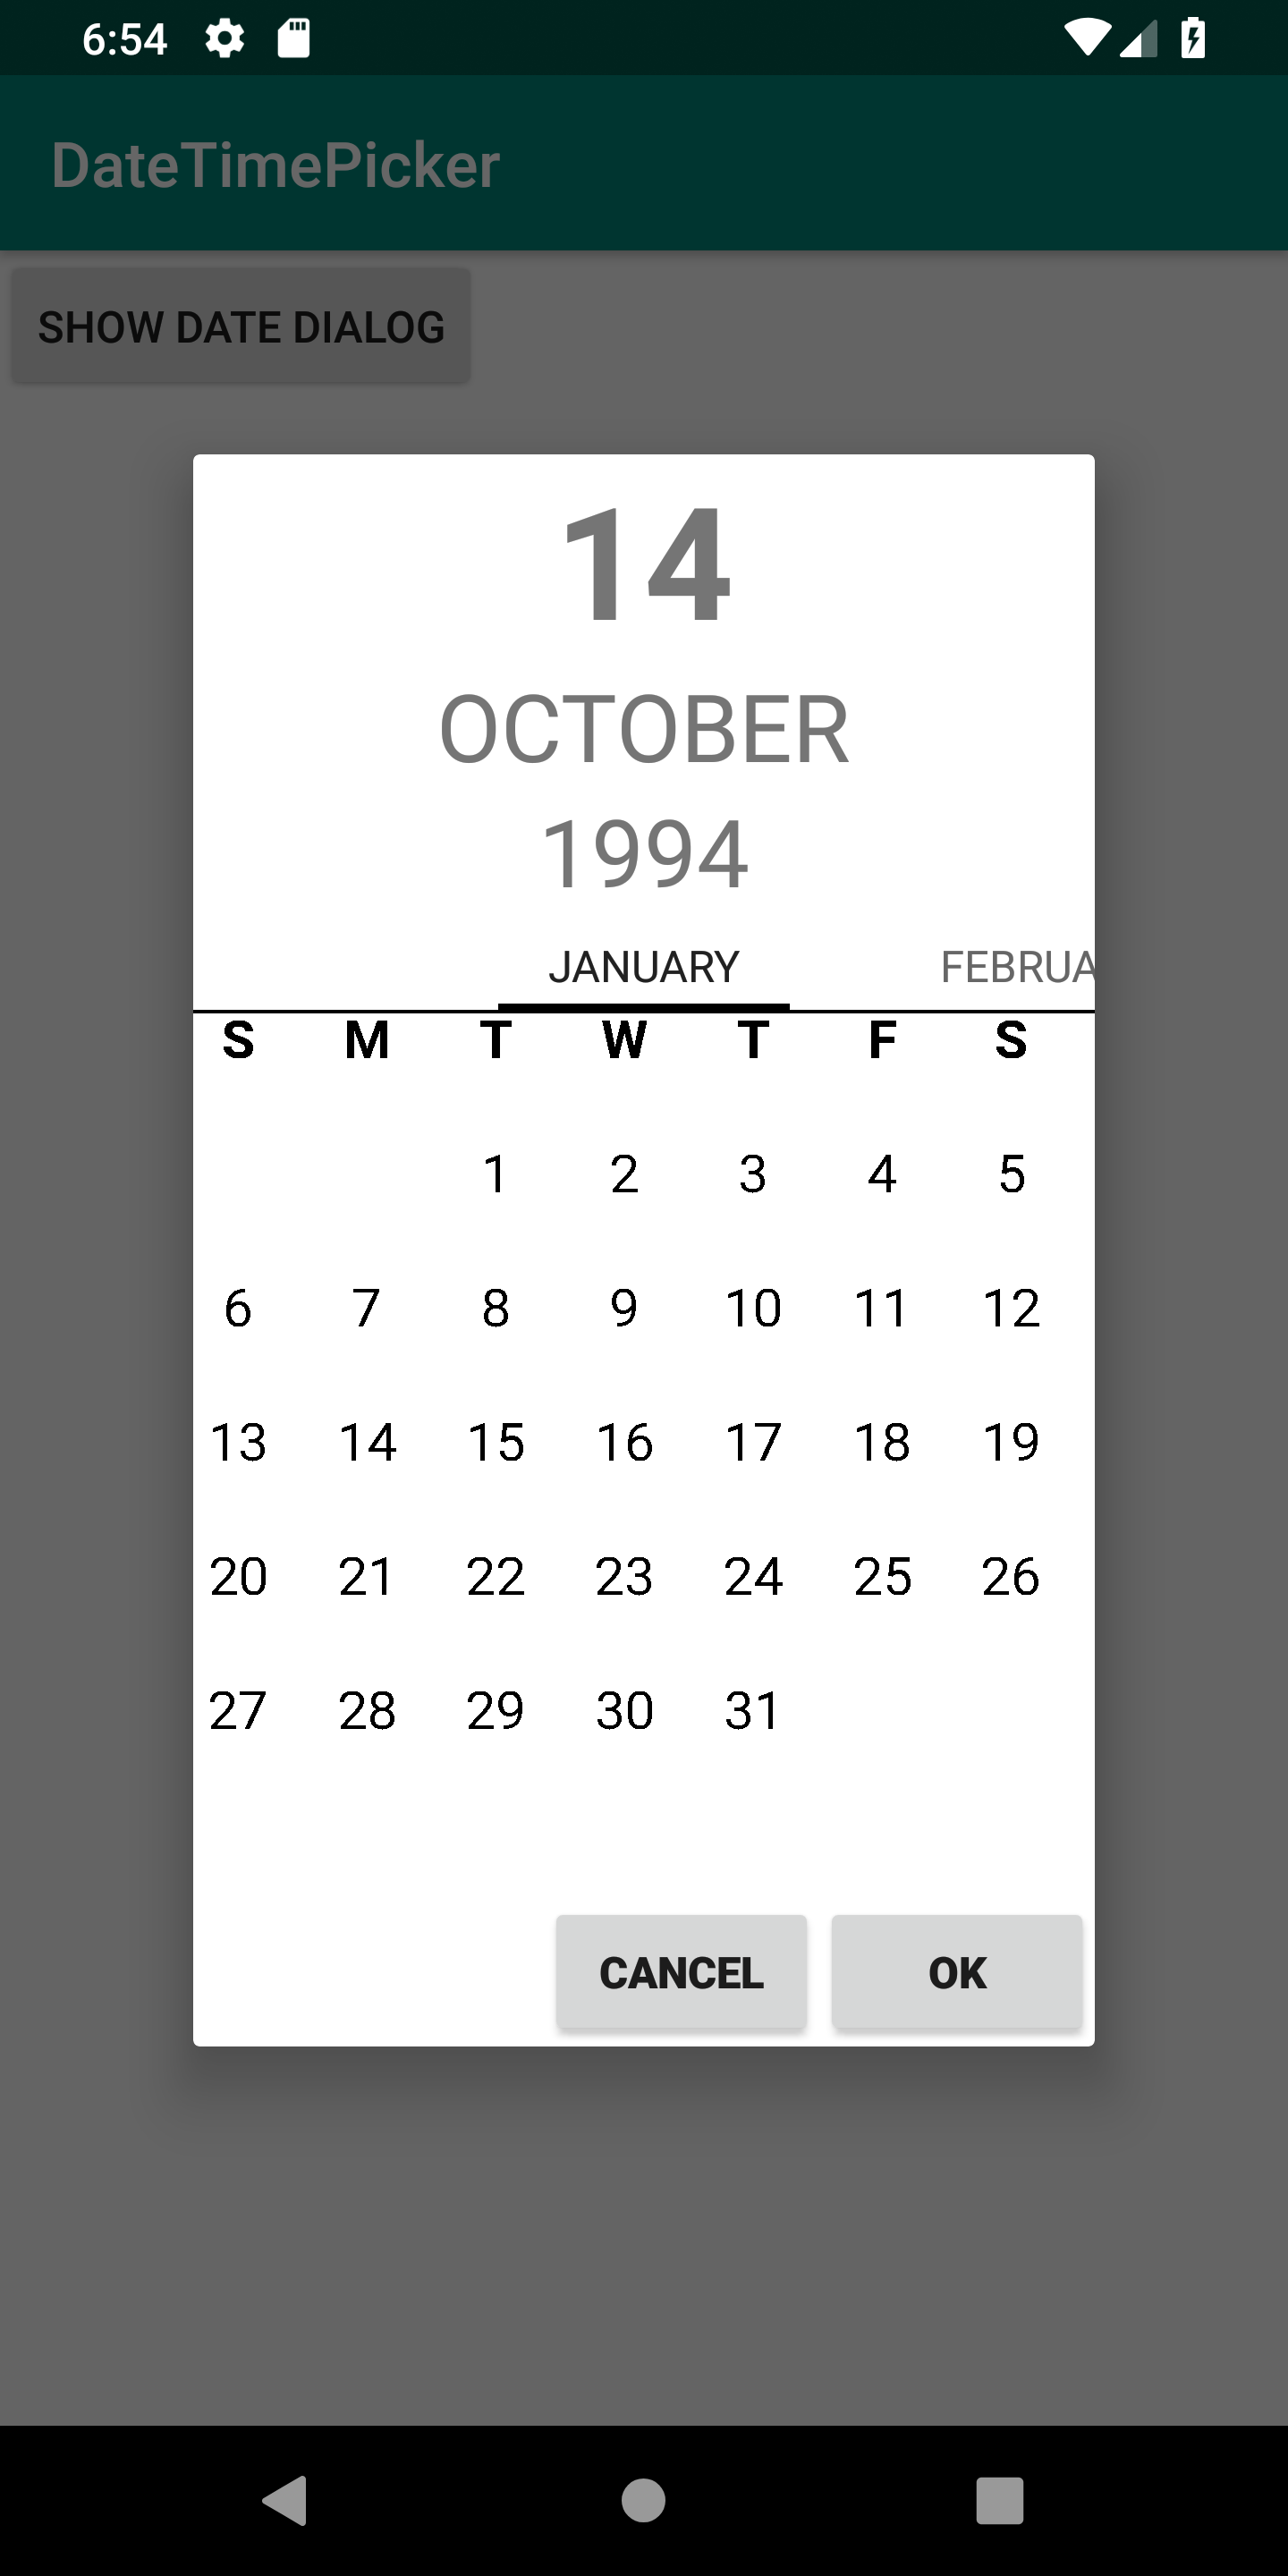 6:54
DateTimePicker
SHOW DATE DIALOG
14
OCTOBER
1994
JANUARY FEBRUA
S M T W T F S
1 2 3 4 5
6 7 8 9 10 11 12
13 14 15 16 17 18 19
20 21 22 23 24 25 26
27 28 29 30 31
CANCEL OK